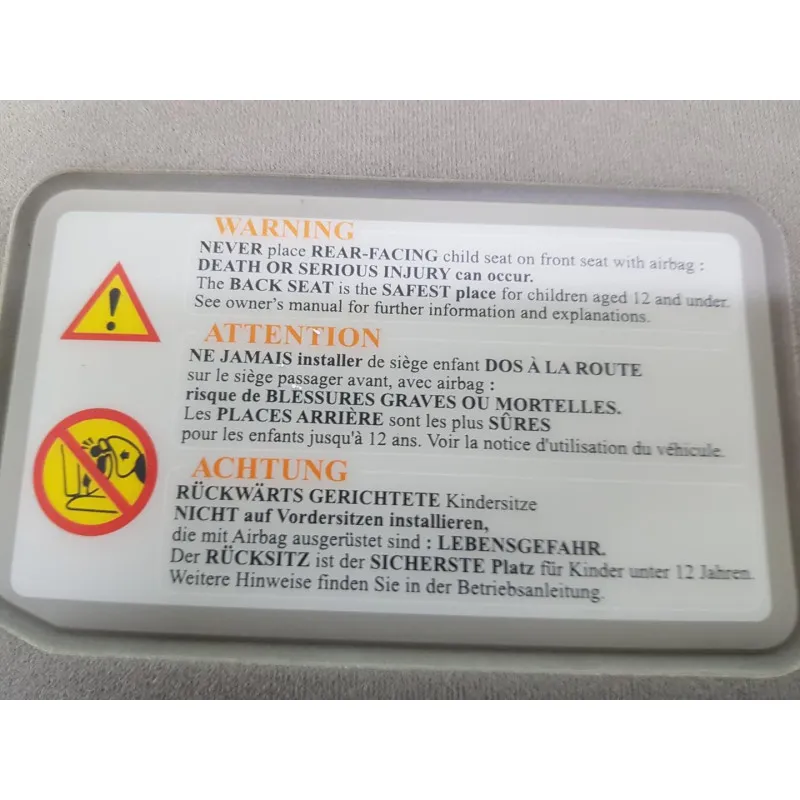 WARNING
NEVER place REAR-FACING child seat on front seat with airbag :
DEATH OR SERIOUS INJURY can occur.
The BACK SEAT is the SAFEST place for children aged 12 and under.
See owner's manual for further information and explanations.
ATTENTION
NE JAMAIS installer de siège enfant DOS À LA ROUTE
sur le siège passager avant, avec airbag :
risque de BLESSURES GRAVES OU MORTELLES.
Les PLACES ARRIÈRE sont les plus SÛRES
pour les enfants jusqu'à 12 ans. Voir la notice d'utilisation du véhicule.
ACHTUNG
RÜCKWÄRTS GERICHTETE Kindersitze
NICHT auf Vordersitzen installieren,
die mit Airbag ausgerüstet sind : LEBENSGEFAHR.
Der RÜCKSITZ ist der SICHERSTE Platz für Kinder unter 12 Jahren.
Weitere Hinweise finden Sie in der Betriebsanleitung.